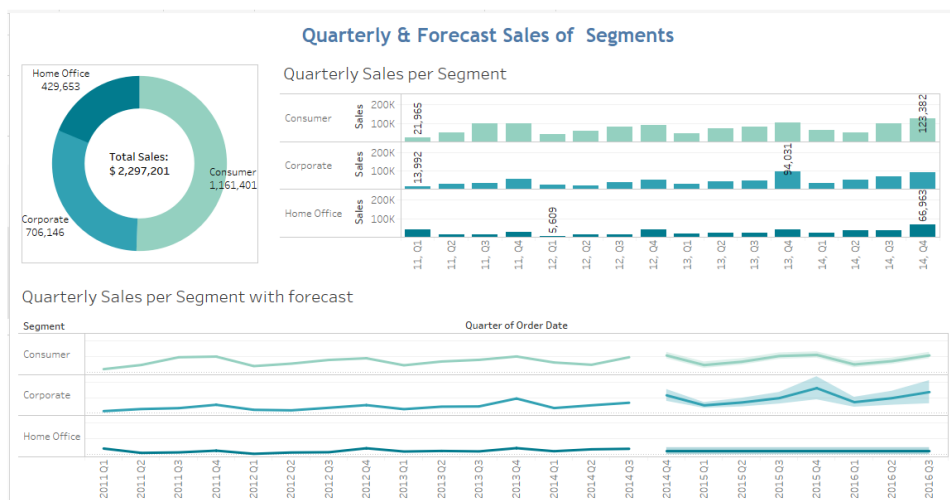 Quarterly & Forecast Sales of Segments
Home Office
429,653
Total Sales:
$ 2,297,201
Consumer
1,161,401
Corporate
706,146
Quarterly Sales per Segment
Consumer
Sales
200K
100K
21,965
123,382
Corporate
Sales
200K
100K
13,992
94,031
Home Office
Sales
200K
100K
5,609
66,963
11, Q1
11, Q2
11, Q3
11, Q4
12, Q1
12, Q2
12, Q3
12, Q4
13, Q1
13, Q2
13, Q3
13, Q4
14, Q1
14, Q2
14, Q3
14, Q4
Quarterly Sales per Segment with forecast
Segment
Quarter of Order Date
Consumer
Corporate
Home Office
2011 Q1
2011 Q2
2011 Q3
2011 Q4
2012 Q1
2012 Q2
2012 Q3
2012 Q4
2013 Q1
2013 Q2
2013 Q3
2013 Q4
2014 Q1
2014 Q2
2014 Q3
2014 Q4
2015 Q1
2015 Q2
2015 Q3
2015 Q4
2016 Q1
2016 Q2
2016 Q3